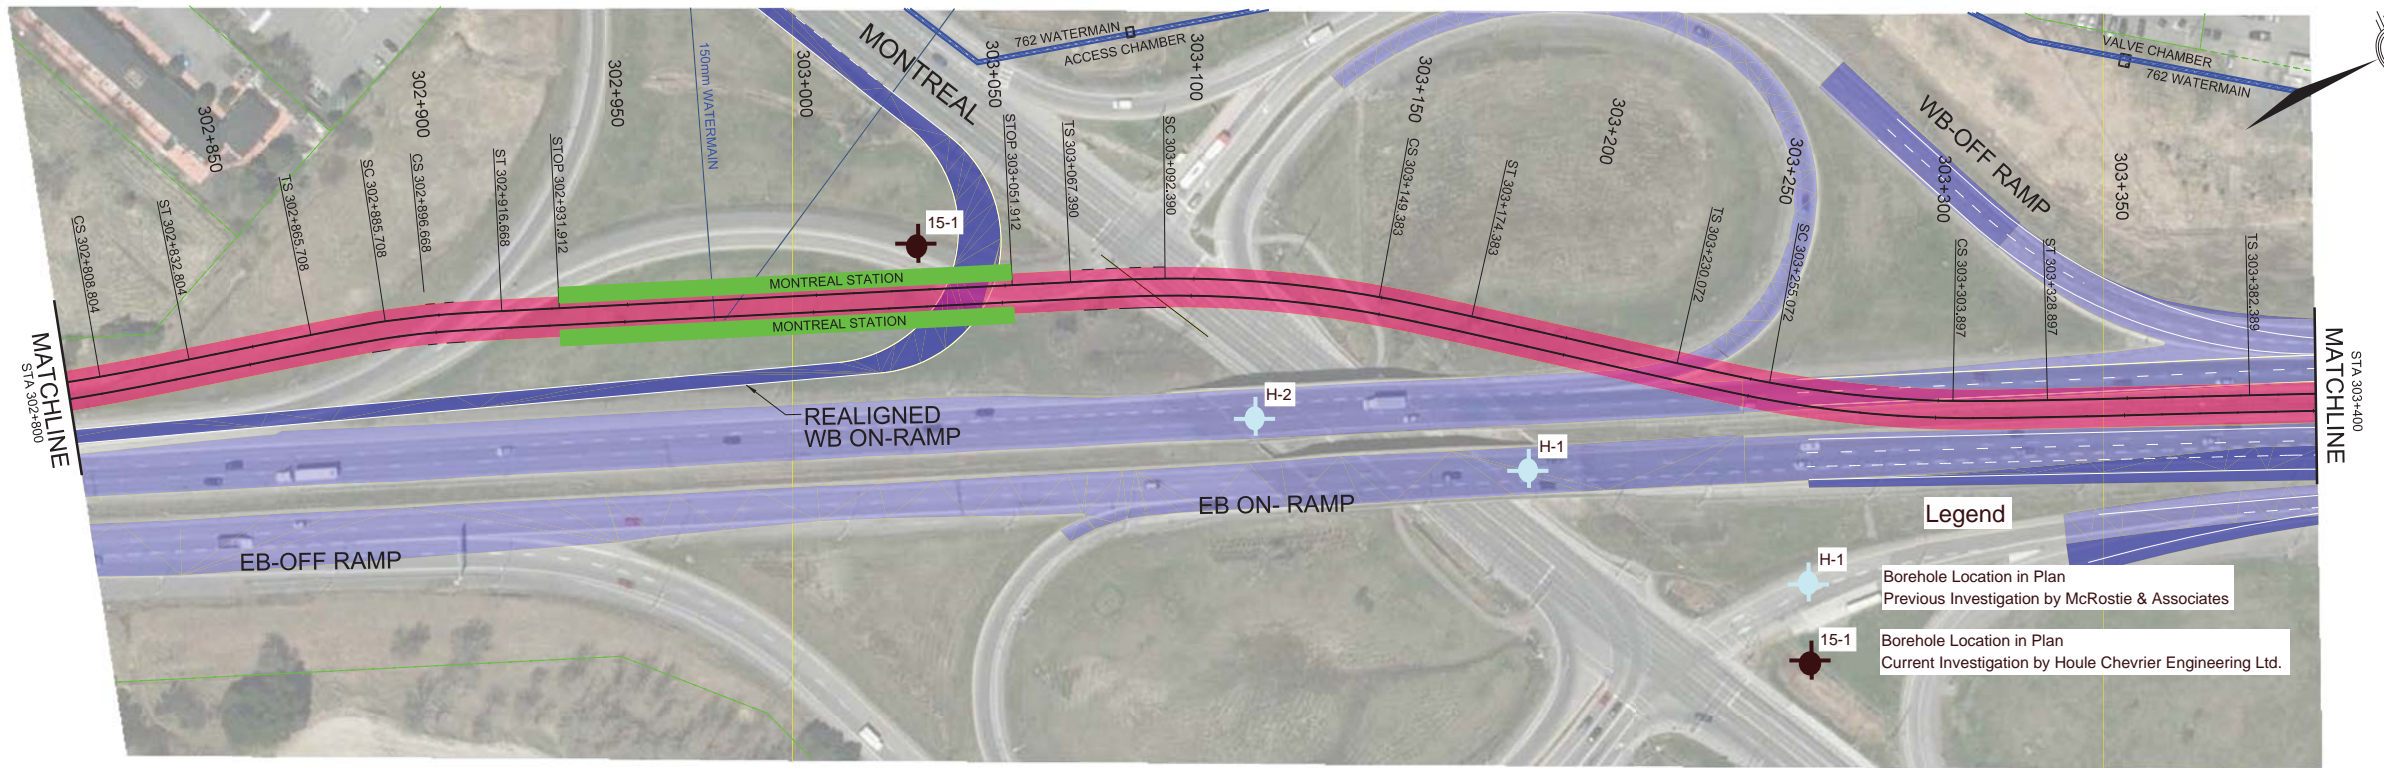 MONTREAL
762 WATERMAIN
ACCESS CHAMBER
VALVE CHAMBER
762 WATERMAIN
WB-OFF RAMP
150mm WATERMAIN
302+850
302+900
302+950
303+000
303+050
303+100
303+150
303+200
303+250
303+300
303+350
CS 302+808.804
ST 302+832.804
TS 302+865.708
SC 302+885.708
CS 302+896.668
ST 302+916.668
STOP 302+931.912
STOP 303+051.912
TS 303+067.390
SC 303+092.390
CS 303+149.383
ST 303+174.383
TS 303+230.072
SC 303+255.072
CS 303+303.897
ST 303+328.897
TS 303+382.389
15-1
MONTREAL STATION
MONTREAL STATION
MATCHLINE
STA 302+800
MATCHLINE
STA 303+400
REALIGNED
WB ON-RAMP
H-2
H-1
EB ON- RAMP
EB-OFF RAMP
Legend
H-1
Borehole Location in Plan
Previous Investigation by McRostie & Associates
15-1
Borehole Location in Plan
Current Investigation by Houle Chevrier Engineering Ltd.